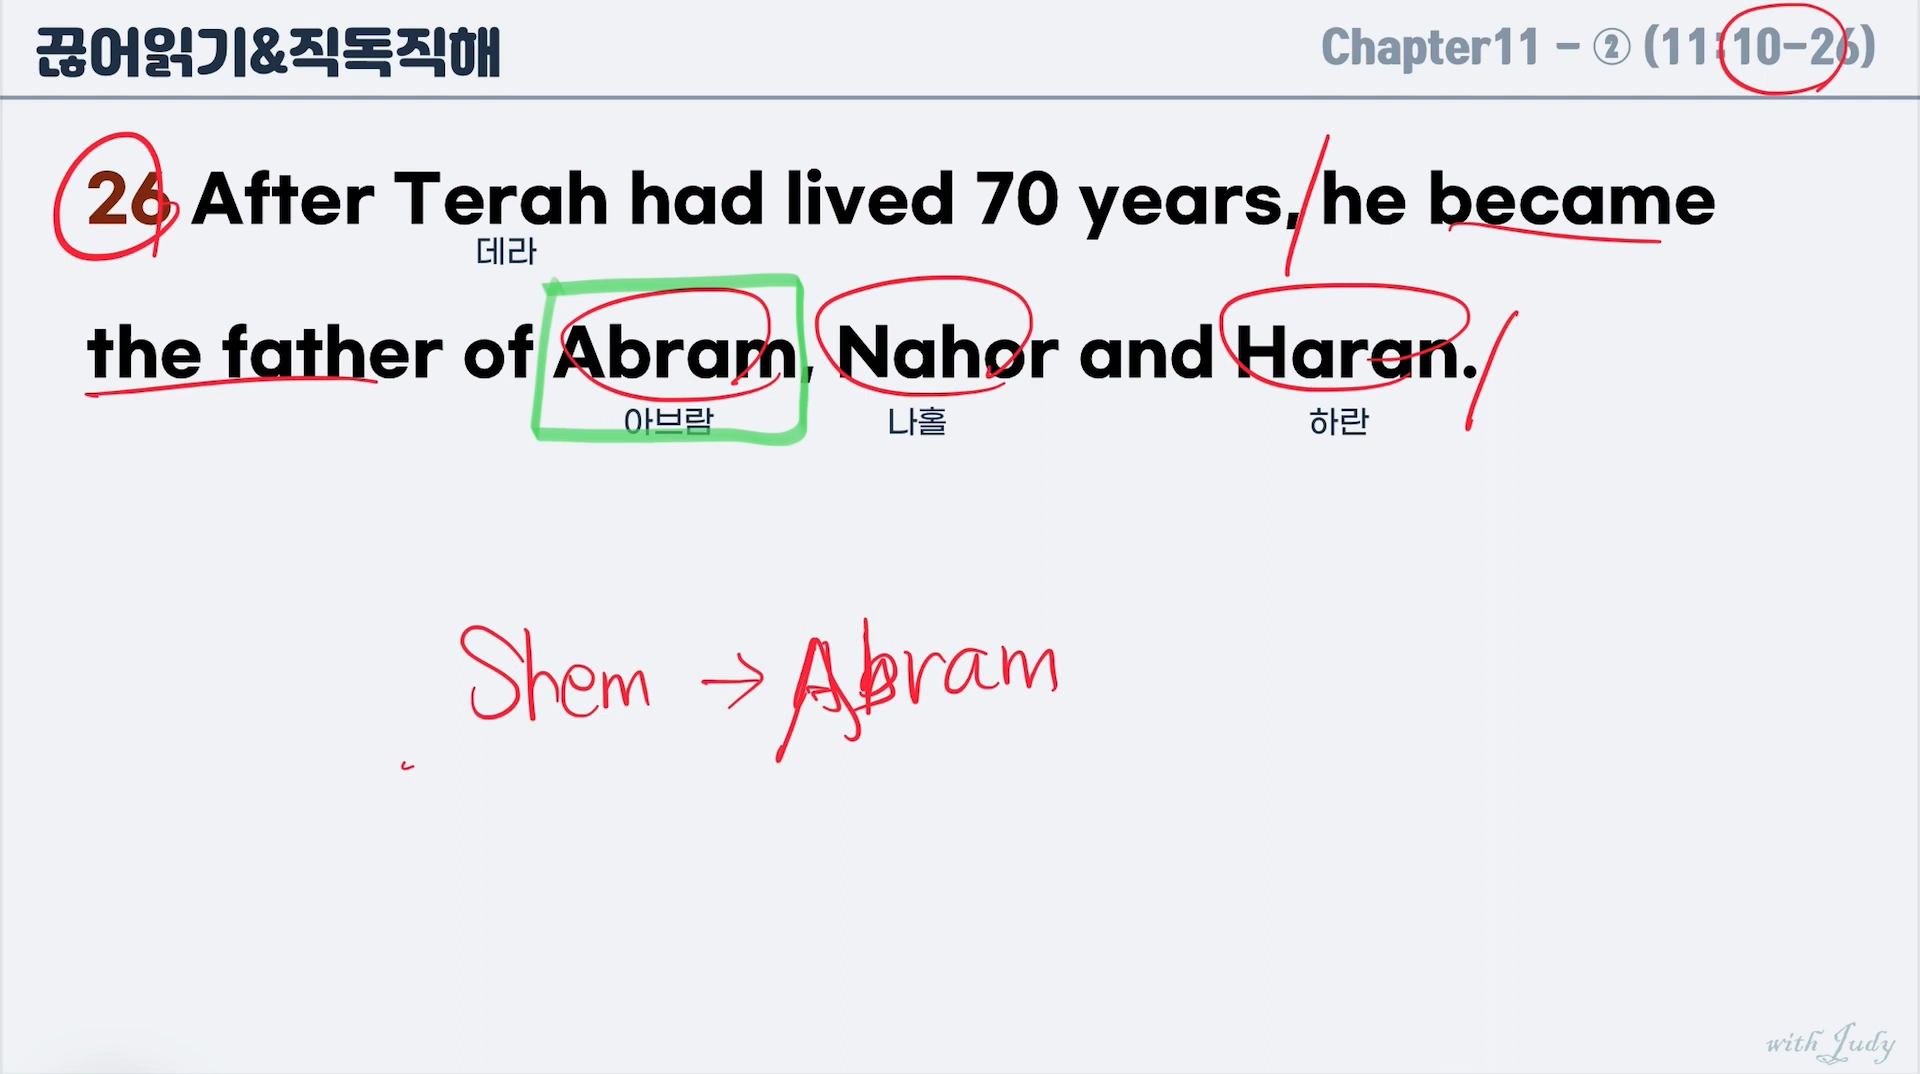 끊어읽기&직독직해
Chapter11 - ② (11:10-26)
26 After Terah had lived 70 years, he became
데라
the father of Abram, Nahor and Haran.
아브람 나홀 하란
Shem → Abram
with Judy